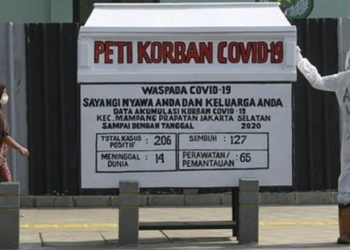 PETI KORBAN COVID-19
WASPADA COVID-19
SAYANGI NYAWA ANDA DAN KELUARGA ANDA
DATA AKUMULASI KORBAN COVID-19
KEC. MAMPANG PRAPATAN JAKARTA SELATAN
SAMPAI DENGAN TANGGAL 2020
TOTAL KASUS POSITIF : 206
SEMBUH : 127
MENINGGAL DUNIA : 14
PERAWATAN/ PEMANTAUAN : 65